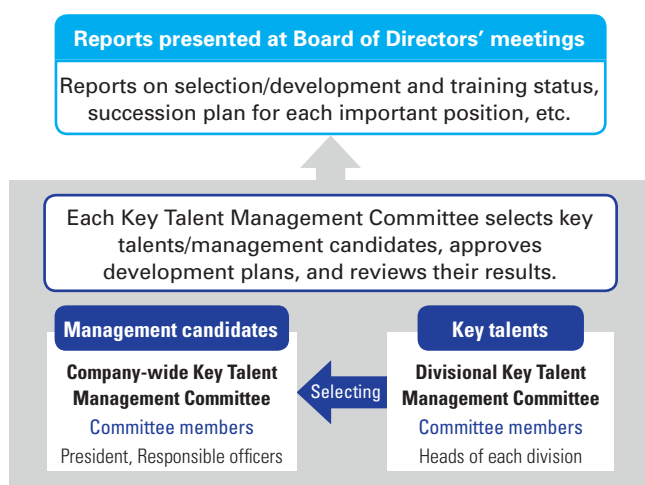 Reports presented at Board of Directors’ meetings
Reports on selection/development and training status,
succession plan for each important position, etc.
Each Key Talent Management Committee selects key
talents/management candidates, approves
development plans, and reviews their results.
Management candidates
Company-wide Key Talent
Management Committee
Committee members
President, Responsible officers
Selecting
Key talents
Divisional Key Talent
Management Committee
Committee members
Heads of each division